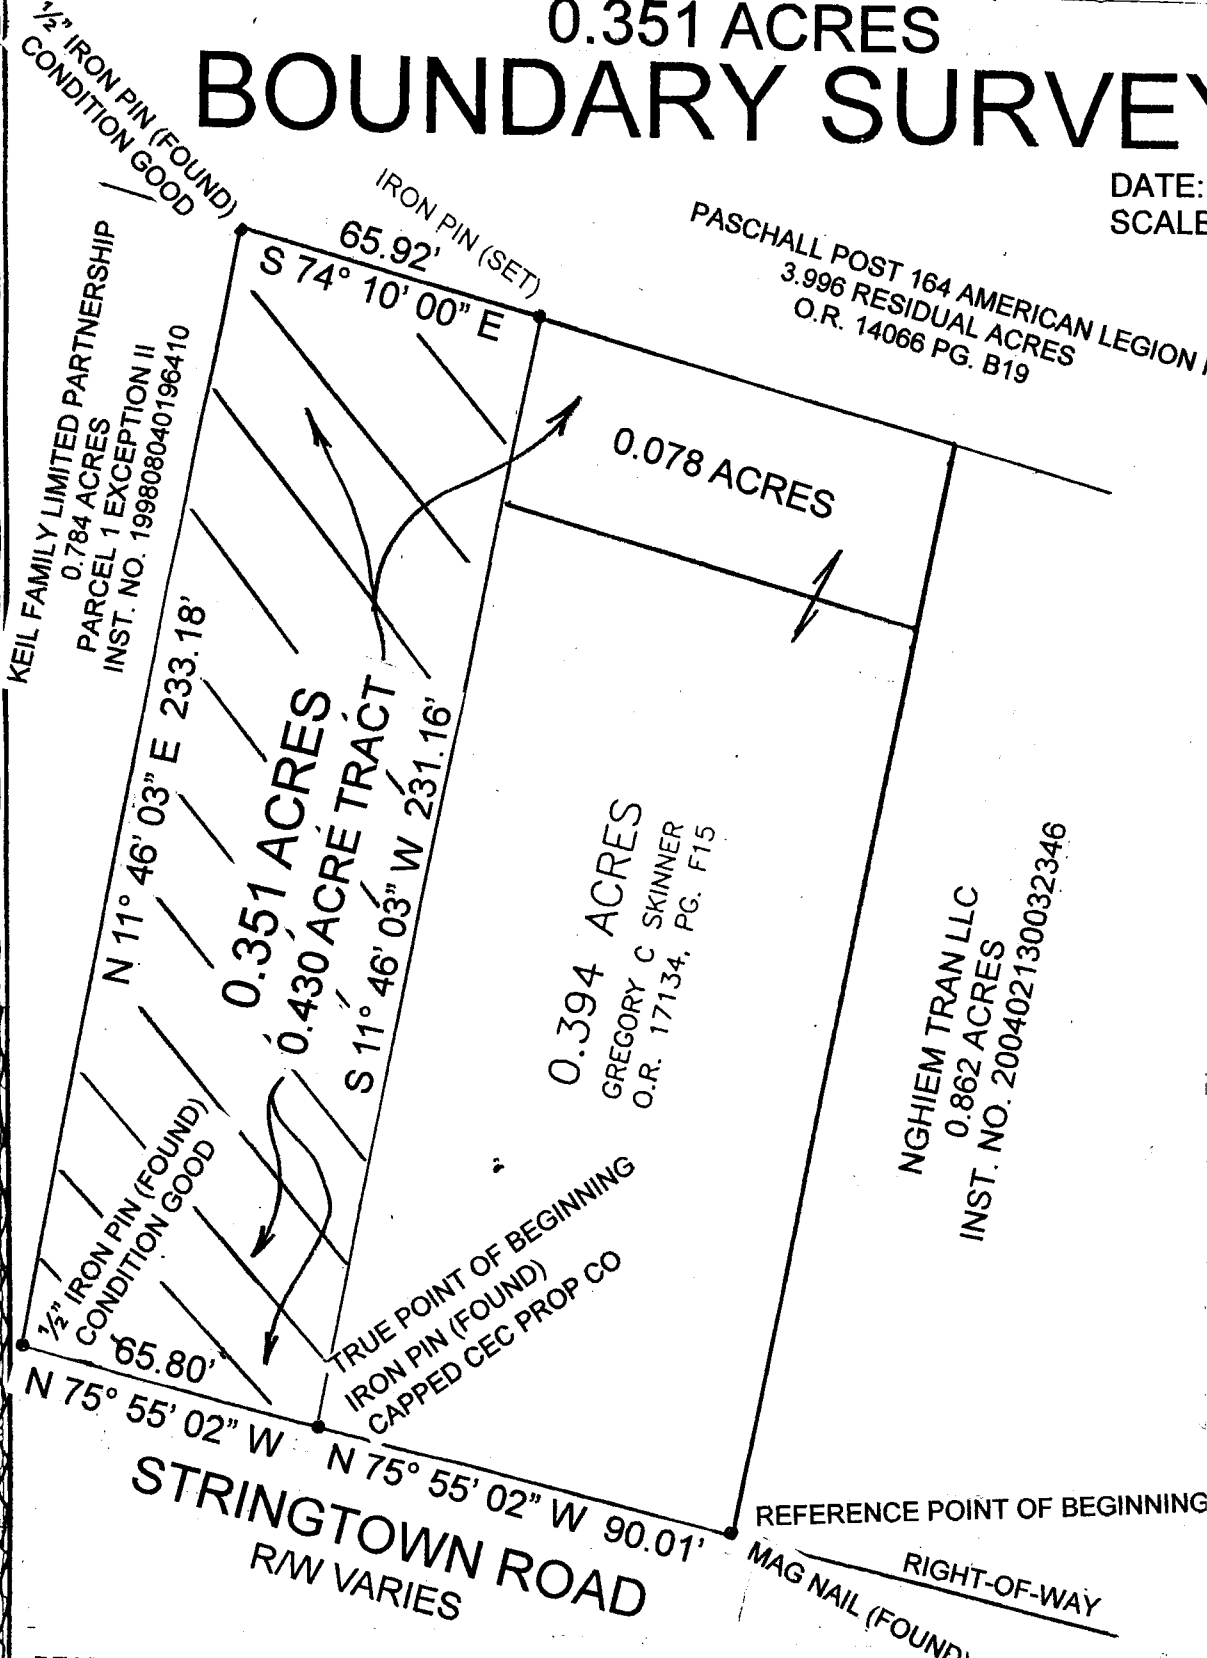 0.351 ACRES
BOUNDARY SURVEY
DATE:
SCALE
½" IRON PIN (FOUND)
CONDITION GOOD
IRON PIN (SET)
65.92'
S 74° 10' 00" E
PASCHALL POST 164 AMERICAN LEGION
3.996 RESIDUAL ACRES
O.R. 14066 PG. B19
KEIL FAMILY LIMITED PARTNERSHIP
0.784 ACRES
PARCEL 1 EXCEPTION II
INST. NO. 199808040196410
0.078 ACRES
N 11° 46' 03" E 233.18'
0.351 ACRES
0.430 ACRE TRACT
S 11° 46' 03" W 231.16'
0.394 ACRES
GREGORY C SKINNER
O.R. 17134, PG. F15
NGHIEM TRAN LLC
0.862 ACRES
INST. NO. 200402130032346
½" IRON PIN (FOUND)
CONDITION GOOD
TRUE POINT OF BEGINNING
IRON PIN (FOUND)
CAPPED CEC PROP CO
65.80'
N 75° 55' 02" W
N 75° 55' 02" W 90.01'
STRINGTOWN ROAD
R/W VARIES
REFERENCE POINT OF BEGINNING
RIGHT-OF-WAY
MAG NAIL (FOUND)